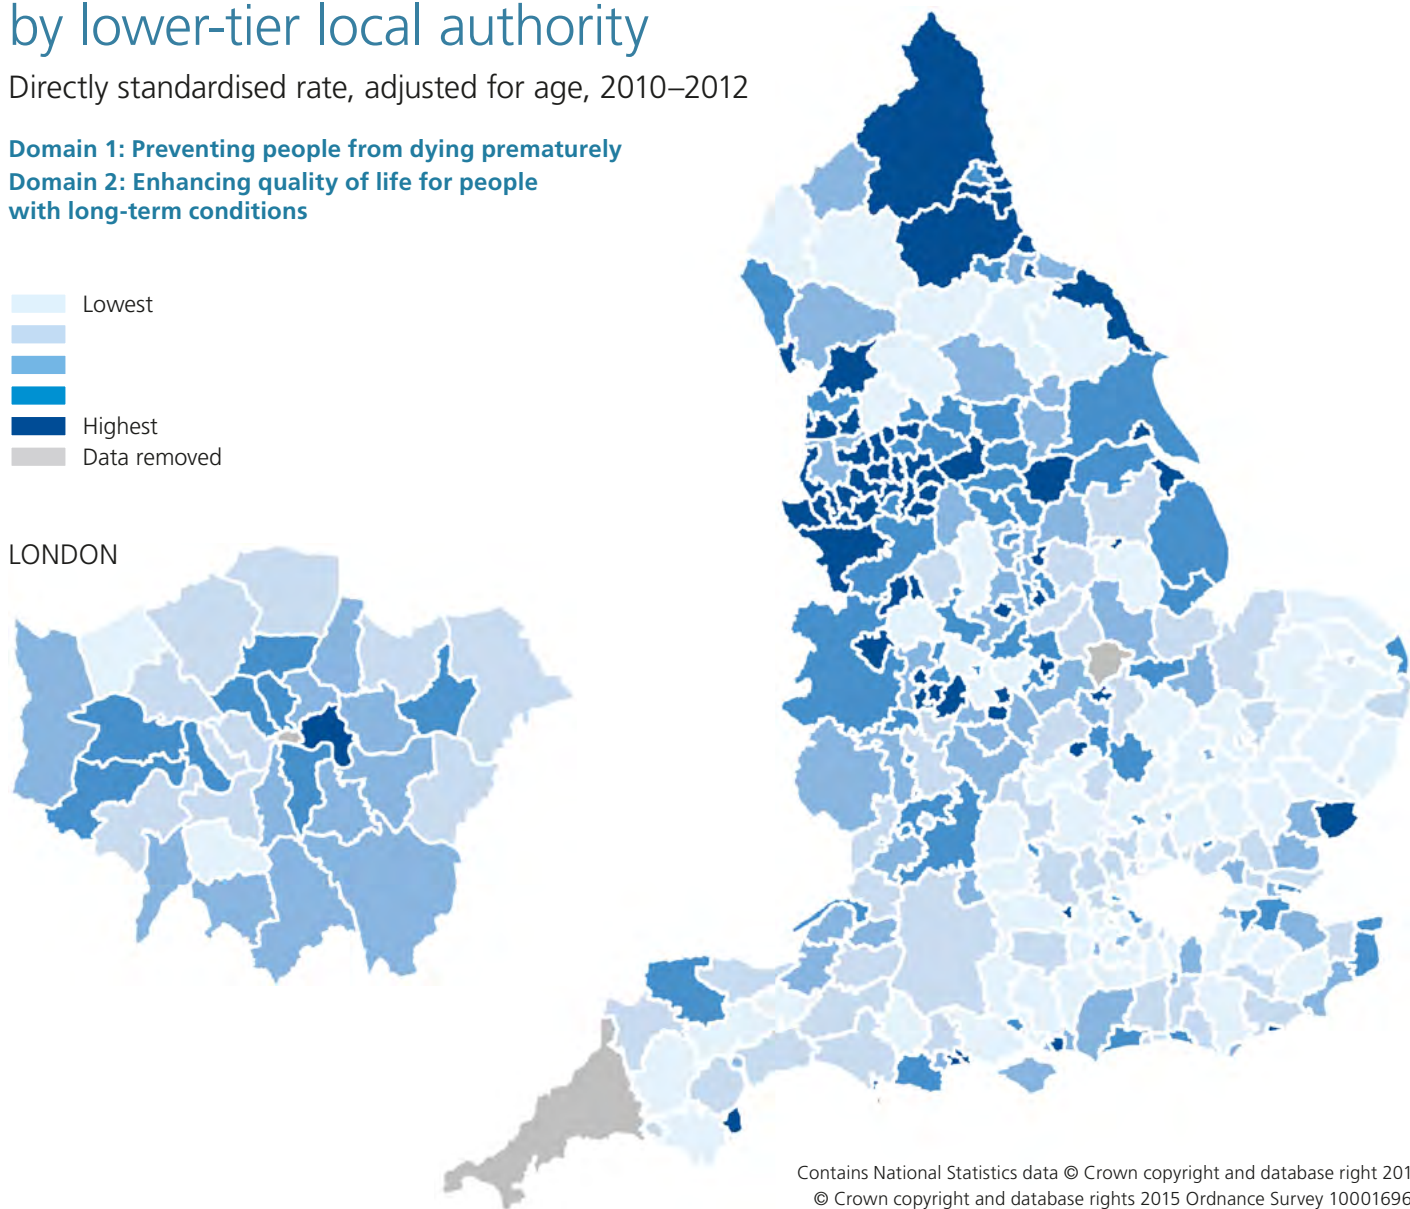 by lower-tier local authority
Directly standardised rate, adjusted for age, 2010–2012
Domain 1: Preventing people from dying prematurely
Domain 2: Enhancing quality of life for people
with long-term conditions
Lowest
Highest
Data removed
LONDON
Contains National Statistics data © Crown copyright and database right 201
© Crown copyright and database rights 2015 Ordnance Survey 10001696